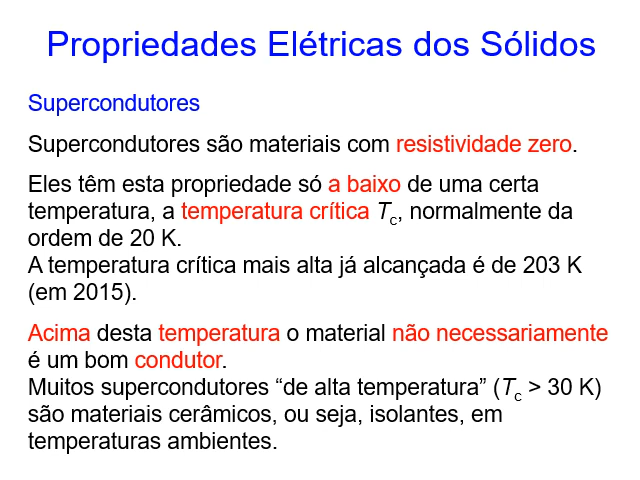 Propriedades Elétricas dos Sólidos
Supercondutores
Supercondutores são materiais com resistividade zero.
Eles têm esta propriedade só a baixo de uma certa
temperatura, a temperatura crítica Tc, normalmente da
ordem de 20 K.
A temperatura crítica mais alta já alcançada é de 203 K
(em 2015).
Acima desta temperatura o material não necessariamente
é um bom condutor.
Muitos supercondutores “de alta temperatura” (Tc > 30 K)
são materiais cerâmicos, ou seja, isolantes, em
temperaturas ambientes.